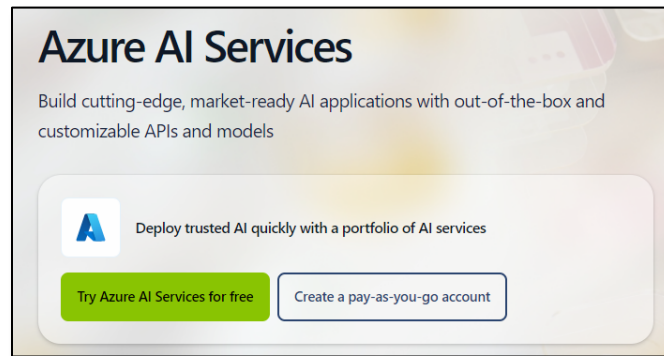 Azure AI Services
Build cutting-edge, market-ready AI applications with out-of-the-box and
customizable APIs and models
Deploy trusted AI quickly with a portfolio of AI services
Try Azure AI Services for free
Create a pay-as-you-go account